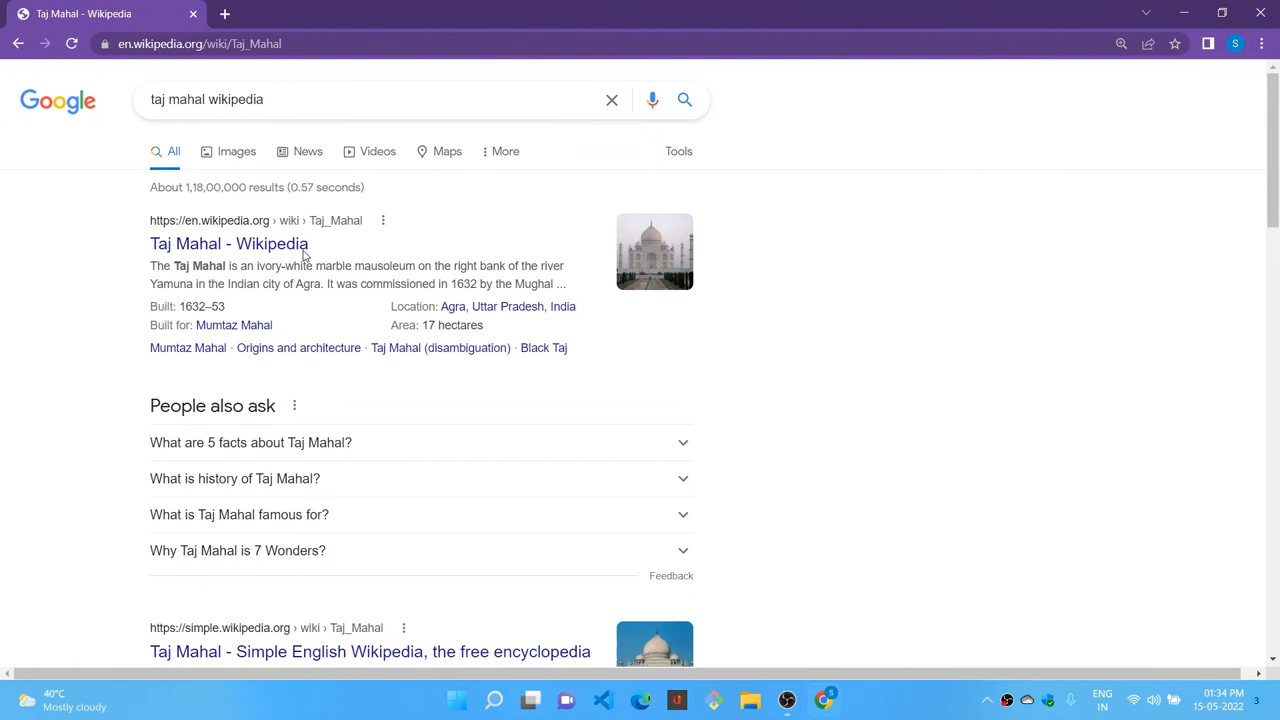 Taj Mahal - Wikipedia
en.wikipedia.org/wiki/Taj_Mahal
S
Google
taj mahal wikipedia
All
Images
News
Videos
Maps
More
Tools
About 1,18,00,000 results (0.57 seconds)
https://en.wikipedia.org › wiki › Taj_Mahal
Taj Mahal - Wikipedia
The Taj Mahal is an ivory-white marble mausoleum on the right bank of the river
Yamuna in the Indian city of Agra. It was commissioned in 1632 by the Mughal ...
Built: 1632–53
Location: Agra, Uttar Pradesh, India
Built for: Mumtaz Mahal
Area: 17 hectares
Mumtaz Mahal · Origins and architecture · Taj Mahal (disambiguation) · Black Taj
People also ask
What are 5 facts about Taj Mahal?
What is history of Taj Mahal?
What is Taj Mahal famous for?
Why Taj Mahal is 7 Wonders?
Feedback
https://simple.wikipedia.org › wiki › Taj_Mahal
Taj Mahal - Simple English Wikipedia, the free encyclopedia
40°C
Mostly cloudy
d
S
ENG
IN
01:34 PM
15-05-2022
3